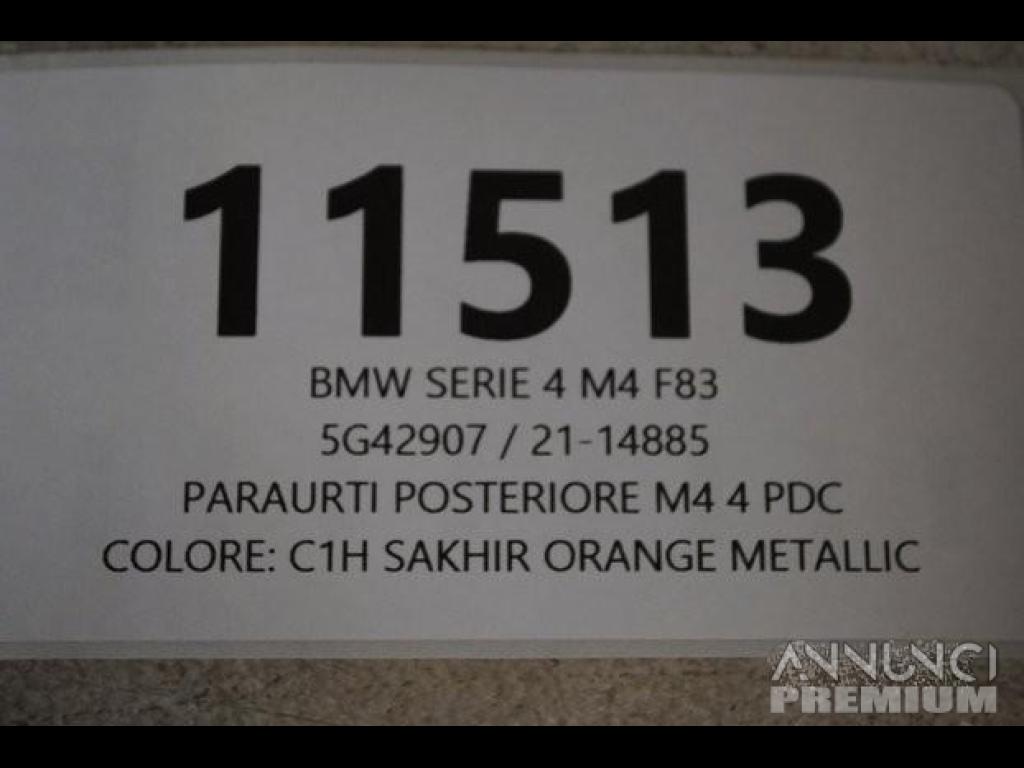 11513
BMW SERIE 4 M4 F83
5G42907 / 21-14885
PARAURTI POSTERIORE M4 4 PDC
COLORE: C1H SAKHIR ORANGE METALLIC
ANNUNCI
PREMIUM